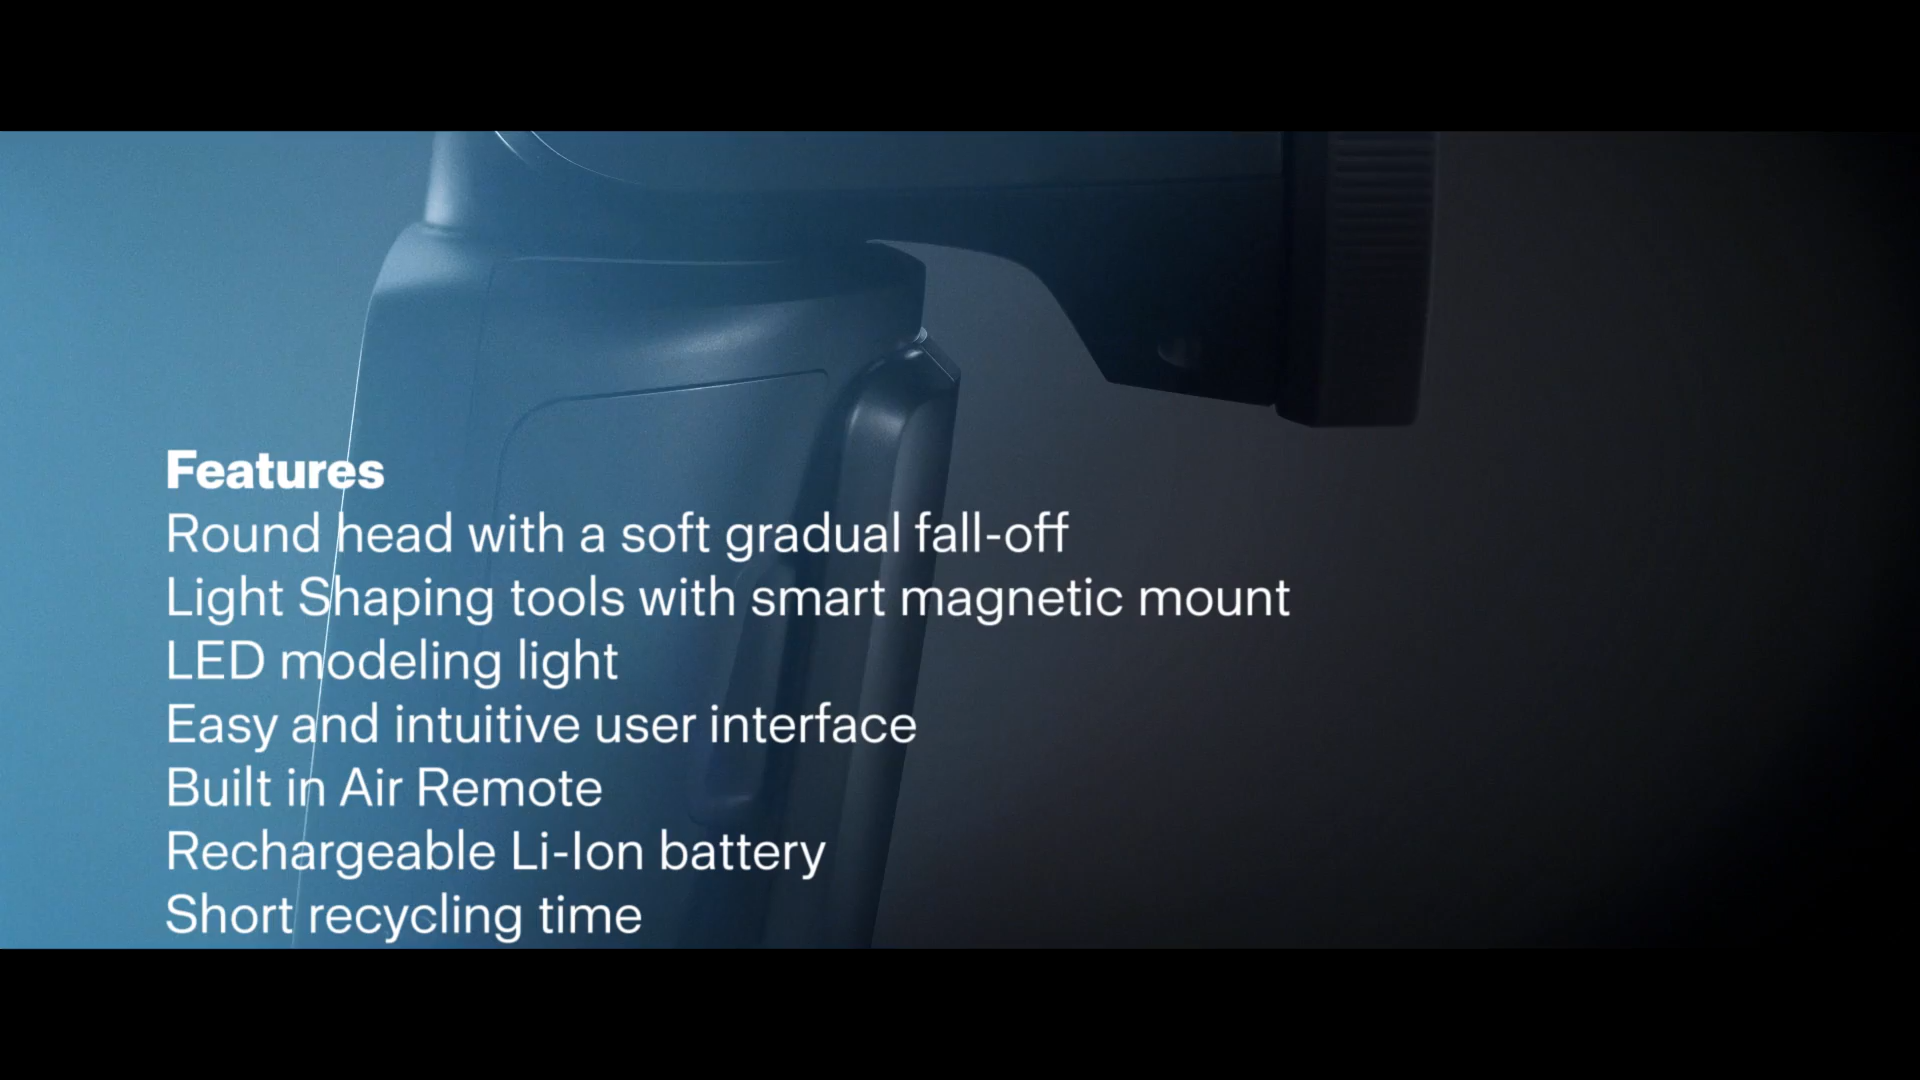 Features
Round head with a soft gradual fall-off
Light Shaping tools with smart magnetic mount
LED modeling light
Easy and intuitive user interface
Built in Air Remote
Rechargeable Li-Ion battery
Short recycling time